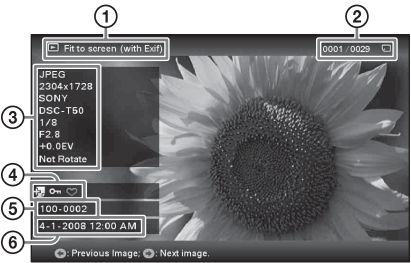 1
2
Fit to screen (with Exif)
0001/0029
3
JPEG
2304x1728
SONY
DSC-T50
1/8
F2.8
+0.0EV
Not Rotate
4
5
100-0002
6
4-1-2008 12:00 AM
: Previous Image; : Next image.